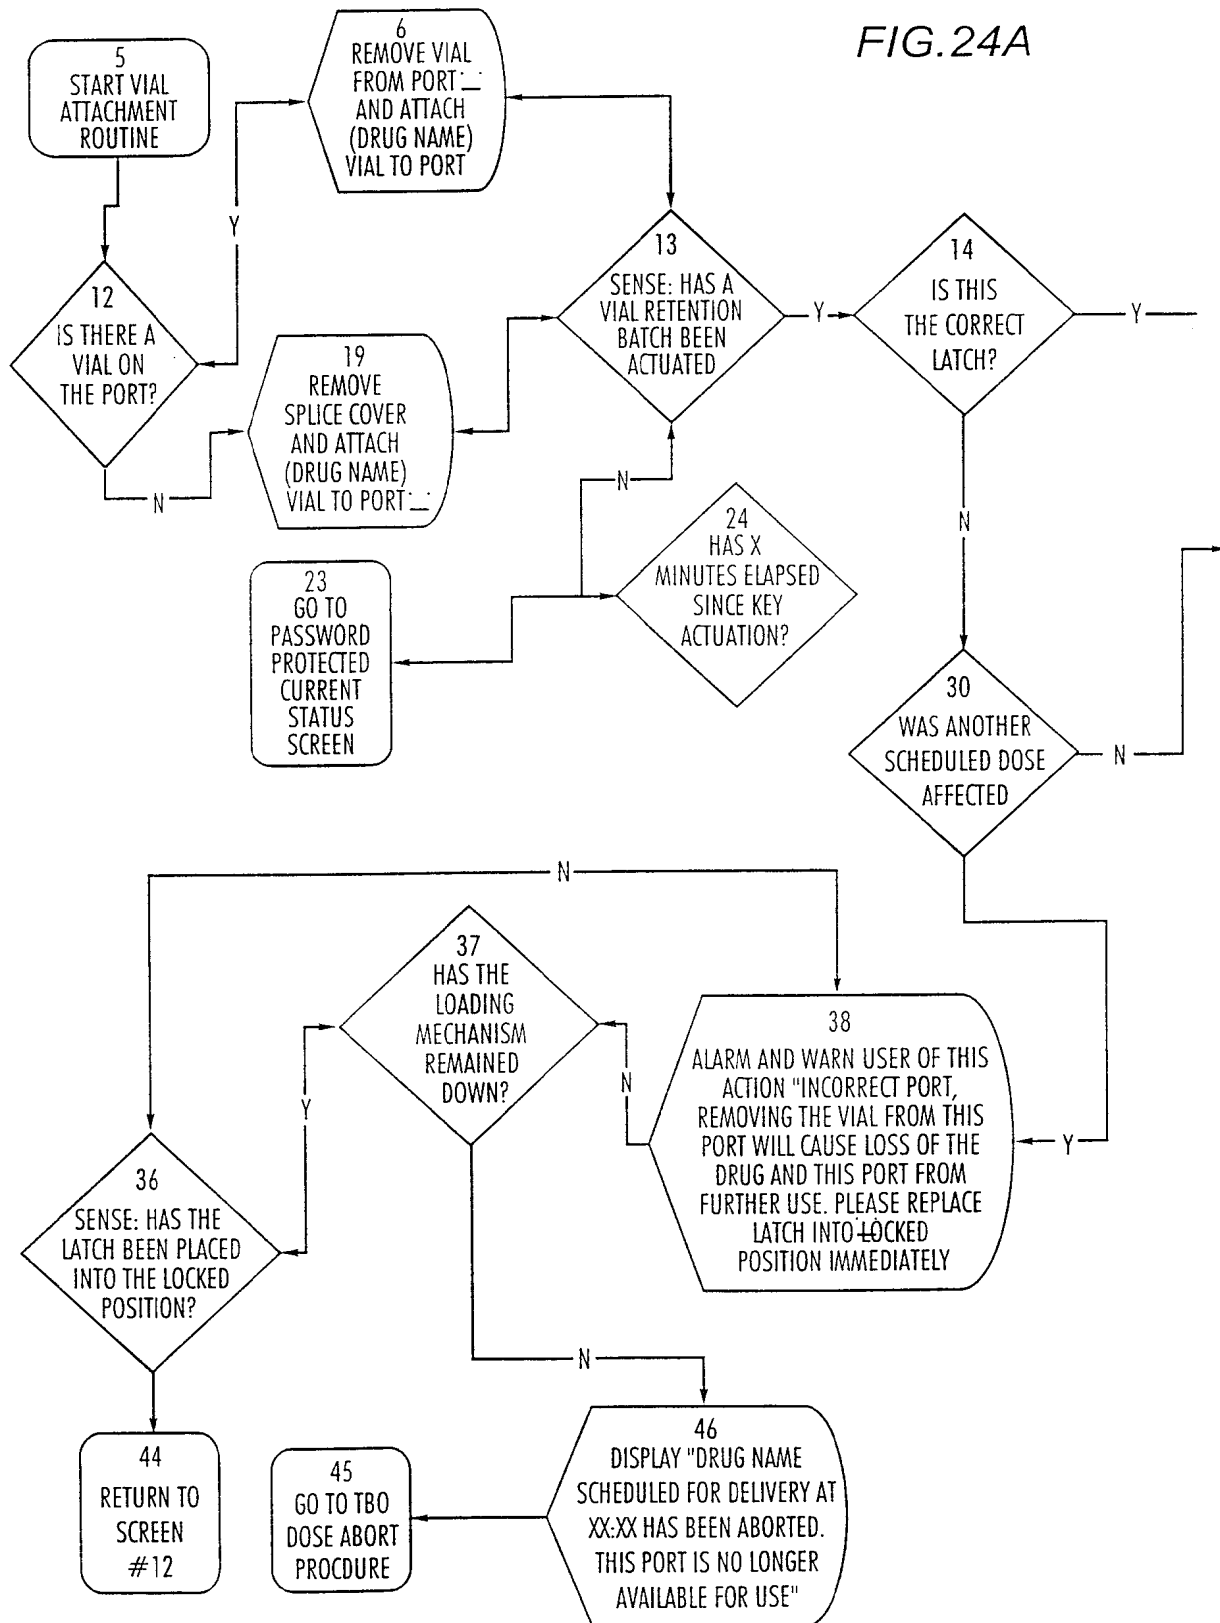 FIG.24A
5
START VIAL
ATTACHMENT
ROUTINE
6
REMOVE VIAL
FROM PORT:_
AND ATTACH
(DRUG NAME)
VIAL TO PORT
Y
12
IS THERE A
VIAL ON
THE PORT?
N
19
REMOVE
SPLICE COVER
AND ATTACH
(DRUG NAME)
VIAL TO PORT:_
13
SENSE: HAS A
VIAL RETENTION
BATCH BEEN
ACTUATED
Y
14
IS THIS
THE CORRECT
LATCH?
Y
N
N
24
HAS X
MINUTES ELAPSED
SINCE KEY
ACTUATION?
23
GO TO
PASSWORD
PROTECTED
CURRENT
STATUS
SCREEN
30
WAS ANOTHER
SCHEDULED DOSE
AFFECTED
N
N
37
HAS THE
LOADING
MECHANISM
REMAINED
DOWN?
Y
N
38
ALARM AND WARN USER OF THIS
ACTION "INCORRECT PORT,
REMOVING THE VIAL FROM THIS
PORT WILL CAUSE LOSS OF THE
DRUG AND THIS PORT FROM
FURTHER USE. PLEASE REPLACE
LATCH INTO LOCKED
POSITION IMMEDIATELY
Y
36
SENSE: HAS THE
LATCH BEEN PLACED
INTO THE LOCKED
POSITION?
N
44
RETURN TO
SCREEN
#12
45
GO TO TBO
DOSE ABORT
PROCDURE
46
DISPLAY "DRUG NAME
SCHEDULED FOR DELIVERY AT
XX:XX HAS BEEN ABORTED.
THIS PORT IS NO LONGER
AVAILABLE FOR USE"